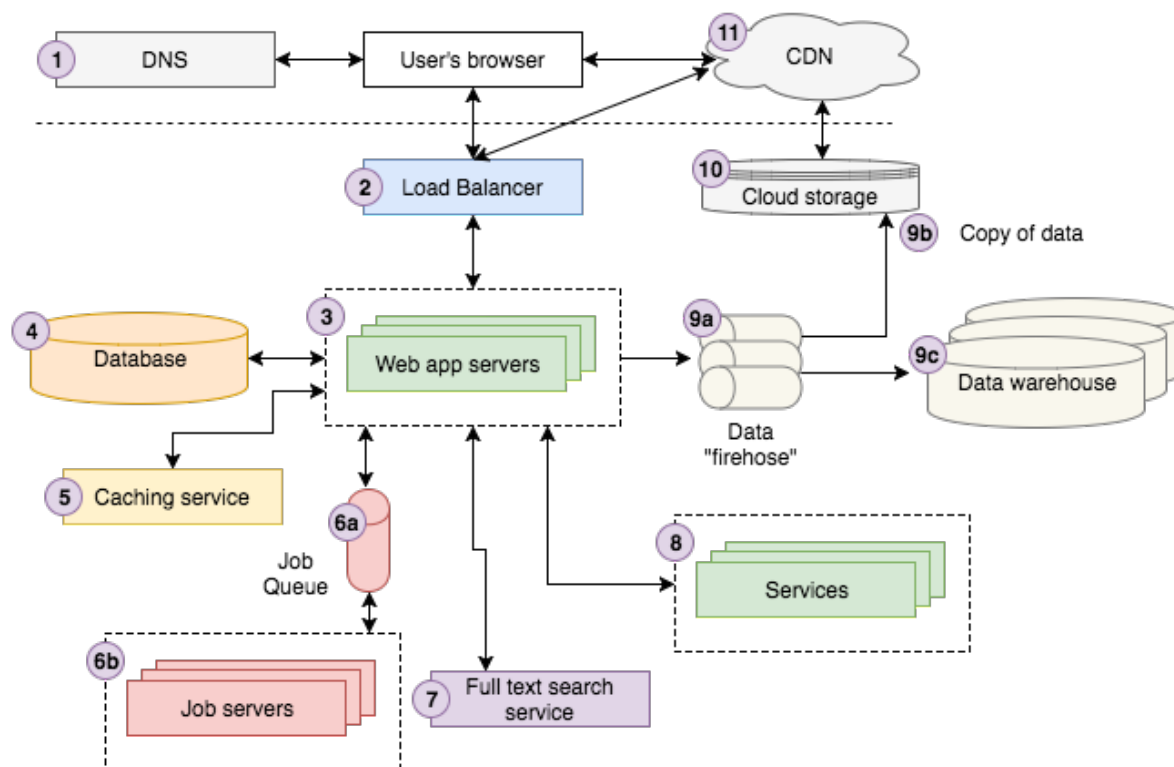 1
DNS
User's browser
11
CDN
2
Load Balancer
10
Cloud storage
9b
Copy of data
3
Web app servers
4
Database
9a
Data
"firehose"
9c
Data warehouse
5
Caching service
6a
Job
Queue
8
Services
6b
Job servers
7
Full text search
service